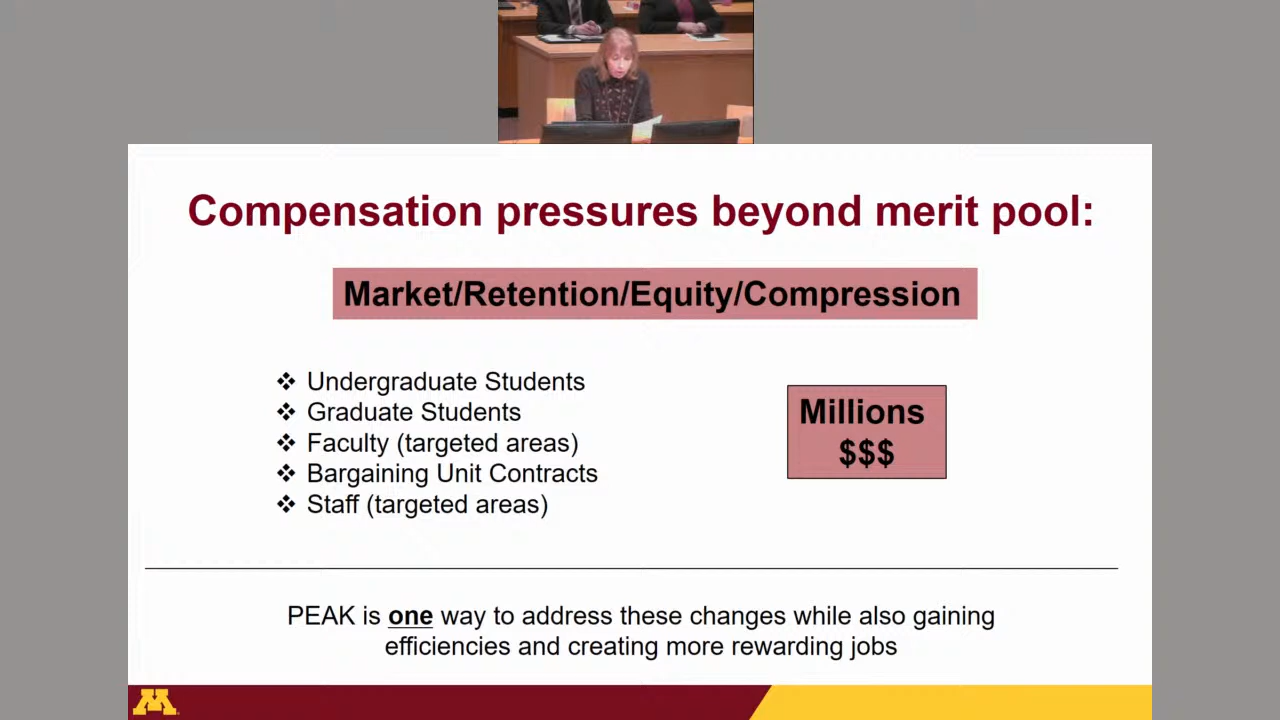 Compensation pressures beyond merit pool:
Market/Retention/Equity/Compression
❖ Undergraduate Students
❖ Graduate Students
❖ Faculty (targeted areas)
❖ Bargaining Unit Contracts
❖ Staff (targeted areas)
Millions
$$$
PEAK is one way to address these changes while also gaining
efficiencies and creating more rewarding jobs
M